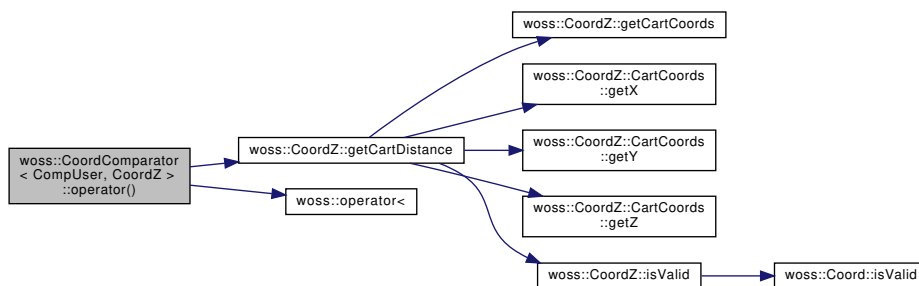 woss::CoordComparator
< CompUser, CoordZ >
::operator()
woss::CoordZ::getCartDistance
woss::operator<
woss::CoordZ::getCartCoords
woss::CoordZ::CartCoords
::getX
woss::CoordZ::CartCoords
::getY
woss::CoordZ::CartCoords
::getZ
woss::CoordZ::isValid
woss::Coord::isValid